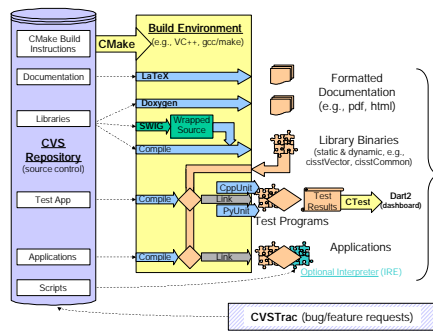 CMake Build
Instructions
Documentation
Libraries
CVS
Repository
(source control)
Test App
Applications
Scripts
CMake
Build Environment
(e.g., VC++, gcc/make)
LaTeX
Doxygen
SWIG
Wrapped
Source
Compile
Compile
Link
CppUnit
PyUnit
Compile
Link
Formatted
Documentation
(e.g., pdf, html)
Library Binaries
(static & dynamic, e.g.,
cisstVector, cisstCommon)
Test
Results
CTest
Dart2
(dashboard)
Test Programs
Applications
Optional Interpreter (IRE)
CVSTrac (bug/feature requests)